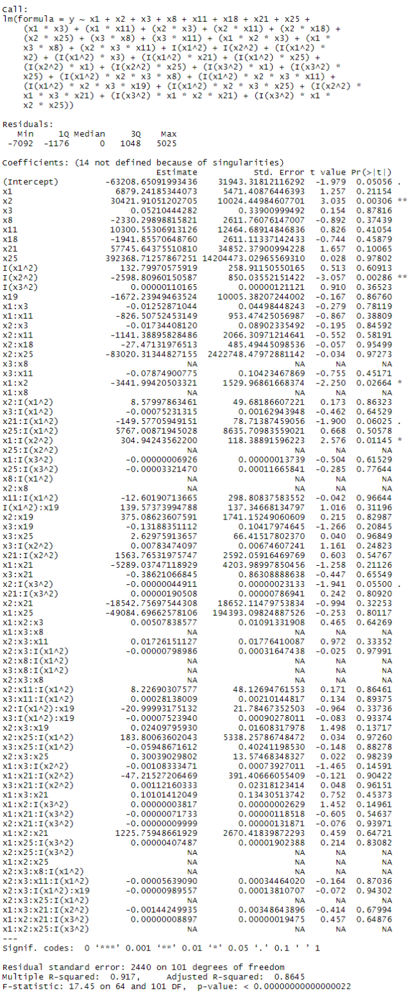 Call:
lm(formula = y ~ x1 + x2 + x3 + x8 + x11 + x18 + x21 + x25 +
(x1 * x3) + (x1 * x11) + (x2 * x3) + (x2 * x11) + (x2 * x18) +
(x2 * x25) + (x3 * x8) + (x3 * x11) + (x1 * x2 * x3) + (x1 *
x3 * x8) + (x2 * x3 * x11) + I(x1^2) + I(x2^2) + (I(x1^2) *
x2) + (I(x1^2) * x3) + (I(x1^2) * x21) + (I(x1^2) * x25) +
(I(x2^2) * x1) + (I(x2^2) * x25) + (I(x3^2) * x1) + (I(x3^2) *
x25) + (I(x1^2) * x2 * x3 * x8) + (I(x1^2) * x2 * x3 * x11) +
(I(x1^2) * x2 * x3 * x19) + (I(x1^2) * x2 * x3 * x25) + (I(x2^2) *
x1 * x3 * x21) + (I(x3^2) * x1 * x2 * x21) + (I(x3^2) * x1 *
x2 * x25))
Residuals:
Min 1Q Median 3Q Max
-7092 -1176 0 1048 5025
Coefficients: (14 not defined because of singularities)
Estimate Std. Error t value Pr(>|t|)
(Intercept) -63208.65091993436 31943.31812116292 -1.979 0.05056 .
x1 6879.24185344073 5471.40876446393 1.257 0.21154
x2 30421.91051202705 10024.44984607701 3.035 0.00306 **
x3 0.05210444282 0.33900999492 0.154 0.87816
x8 -2330.29898815821 2611.76076147007 -0.892 0.37439
x11 10300.55306913126 12464.68914846836 0.826 0.41054
x18 -1941.85570648760 2611.11337142433 -0.744 0.45879
x21 57745.64375510810 34852.37900994228 1.657 0.10065
x25 392368.71257867251 14204473.02965569310 0.028 0.97802
I(x1^2) 132.79970575919 258.91150550165 0.513 0.60913
I(x2^2) -2598.80960150587 850.03552151422 -3.057 0.00286 **
I(x3^2) 0.00000110165 0.00000121121 0.910 0.36523
x19 -1672.23949463524 10005.38207244002 -0.167 0.86760
x1:x3 -0.01252871044 0.04498448243 -0.279 0.78119
x1:x11 -826.50752453149 953.47425056987 -0.867 0.38809
x2:x3 -0.01734408120 0.08902335492 -0.195 0.84592
x2:x11 -1141.38895828486 2066.30971214641 -0.552 0.58191
x2:x18 -27.47131976513 485.49445098536 -0.057 0.95499
x2:x25 -83020.31344827155 2422748.47972881142 -0.034 0.97273
x3:x8 NA NA NA NA
x3:x11 -0.07874900775 0.10423467869 -0.755 0.45171
x1:x2 -3441.99420503321 1529.96861668374 -2.250 0.02664 *
x1:x8 NA NA NA NA
x2:I(x1^2) 8.57997863461 49.68186607221 0.173 0.86323
x3:I(x1^2) -0.00075231315 0.00162943948 -0.462 0.64529
x21:I(x1^2) -149.57705949151 78.71387459056 -1.900 0.06025 .
x25:I(x1^2) 5767.00871945028 8635.70983559021 0.668 0.50578
x1:I(x2^2) 304.94243562200 118.38891596223 2.576 0.01145 *
x25:I(x2^2) NA NA NA NA
x1:I(x3^2) -0.00000006926 0.00000013739 -0.504 0.61529
x25:I(x3^2) -0.00003321470 0.00011665841 -0.285 0.77644
x8:I(x1^2) NA NA NA NA
x2:x8 NA NA NA NA
x11:I(x1^2) -12.60190713665 298.80837583552 -0.042 0.96644
I(x1^2):x19 139.57373994788 137.34668134797 1.016 0.31196
x2:x19 375.08623607591 1741.15249060609 0.215 0.82987
x3:x19 -0.13188351112 0.10417974645 -1.266 0.20845
x3:x25 2.62975913657 66.41517802370 0.040 0.96849
x3:I(x2^2) 0.00783474097 0.00674607241 1.161 0.24823
x21:I(x2^2) 1563.76531975747 2592.05916469769 0.603 0.54767
x1:x21 -5289.03747118929 4203.98997850456 -1.258 0.21126
x3:x21 -0.38621066845 0.86308888638 -0.447 0.65549
x2:I(x3^2) -0.00000044911 0.00000023133 -1.941 0.05500 .
x21:I(x3^2) 0.00000190508 0.00000786941 0.242 0.80920
x2:x21 -18542.75697544308 18652.11479753834 -0.994 0.32253
x1:x25 -49084.69662578106 194393.09824887526 -0.253 0.80117
x1:x2:x3 0.00507838577 0.01091331908 0.465 0.64269
x1:x3:x8 NA NA NA NA
x2:x3:x11 0.01726151127 0.01776410087 0.972 0.33352
x2:x3:I(x1^2) -0.00000798986 0.00031647438 -0.025 0.97991
x2:x8:I(x1^2) NA NA NA NA
x3:x8:I(x1^2) NA NA NA NA
x2:x3:x8 NA NA NA NA
x2:x11:I(x1^2) 8.22690307577 48.12694761553 0.171 0.86461
x3:x11:I(x1^2) 0.00028138009 0.00210144817 0.134 0.89375
x2:I(x1^2):x19 -20.99993175132 21.78467352503 -0.964 0.33736
x3:I(x1^2):x19 -0.00007523940 0.00090278011 -0.083 0.93374
x2:x3:x19 0.02409795930 0.01608317978 1.498 0.13717
x2:x25:I(x1^2) 183.80063602043 5338.25786748472 0.034 0.97260
x3:x25:I(x1^2) -0.05948671612 0.40241198530 -0.148 0.88278
x2:x3:x25 0.30039029802 13.57468348327 0.022 0.98239
x1:x3:I(x2^2) -0.00108333471 0.00073927011 -1.465 0.14591
x1:x21:I(x2^2) -47.21527206469 391.40666055409 -0.121 0.90422
x3:x21:I(x2^2) 0.00112160333 0.02318123414 0.048 0.96151
x1:x3:x21 0.10101412049 0.13430513742 0.752 0.45373
x1:x2:I(x3^2) 0.00000003817 0.00000002629 1.452 0.14961
x1:x21:I(x3^2) -0.00000071733 0.00000118518 -0.605 0.54637
x2:x21:I(x3^2) -0.00000009999 0.00000131871 -0.076 0.93971
x1:x2:x21 1225.75948661929 2670.41839872293 0.459 0.64721
x1:x25:I(x3^2) 0.00000407487 0.00001902388 0.214 0.83082
x2:x25:I(x3^2) NA NA NA NA
x1:x2:x25 NA NA NA NA
x2:x3:x8:I(x1^2) NA NA NA NA
x2:x3:x11:I(x1^2) -0.00005639090 0.00034464020 -0.164 0.87036
x2:x3:I(x1^2):x19 -0.00000989557 0.00013810707 -0.072 0.94302
x2:x3:x25:I(x1^2) NA NA NA NA
x1:x3:x21:I(x2^2) -0.00144249935 0.00348643896 -0.414 0.67994
x1:x2:x21:I(x3^2) 0.00000008897 0.00000019475 0.457 0.64876
x1:x2:x25:I(x3^2) NA NA NA NA
---
Signif. codes: 0 ‘***’ 0.001 ‘**’ 0.01 ‘*’ 0.05 ‘.’ 0.1 ‘ ’ 1
Residual standard error: 2440 on 101 degrees of freedom
Multiple R-squared: 0.917, Adjusted R-squared: 0.8645
F-statistic: 17.45 on 64 and 101 DF, p-value: < 0.00000000000000022